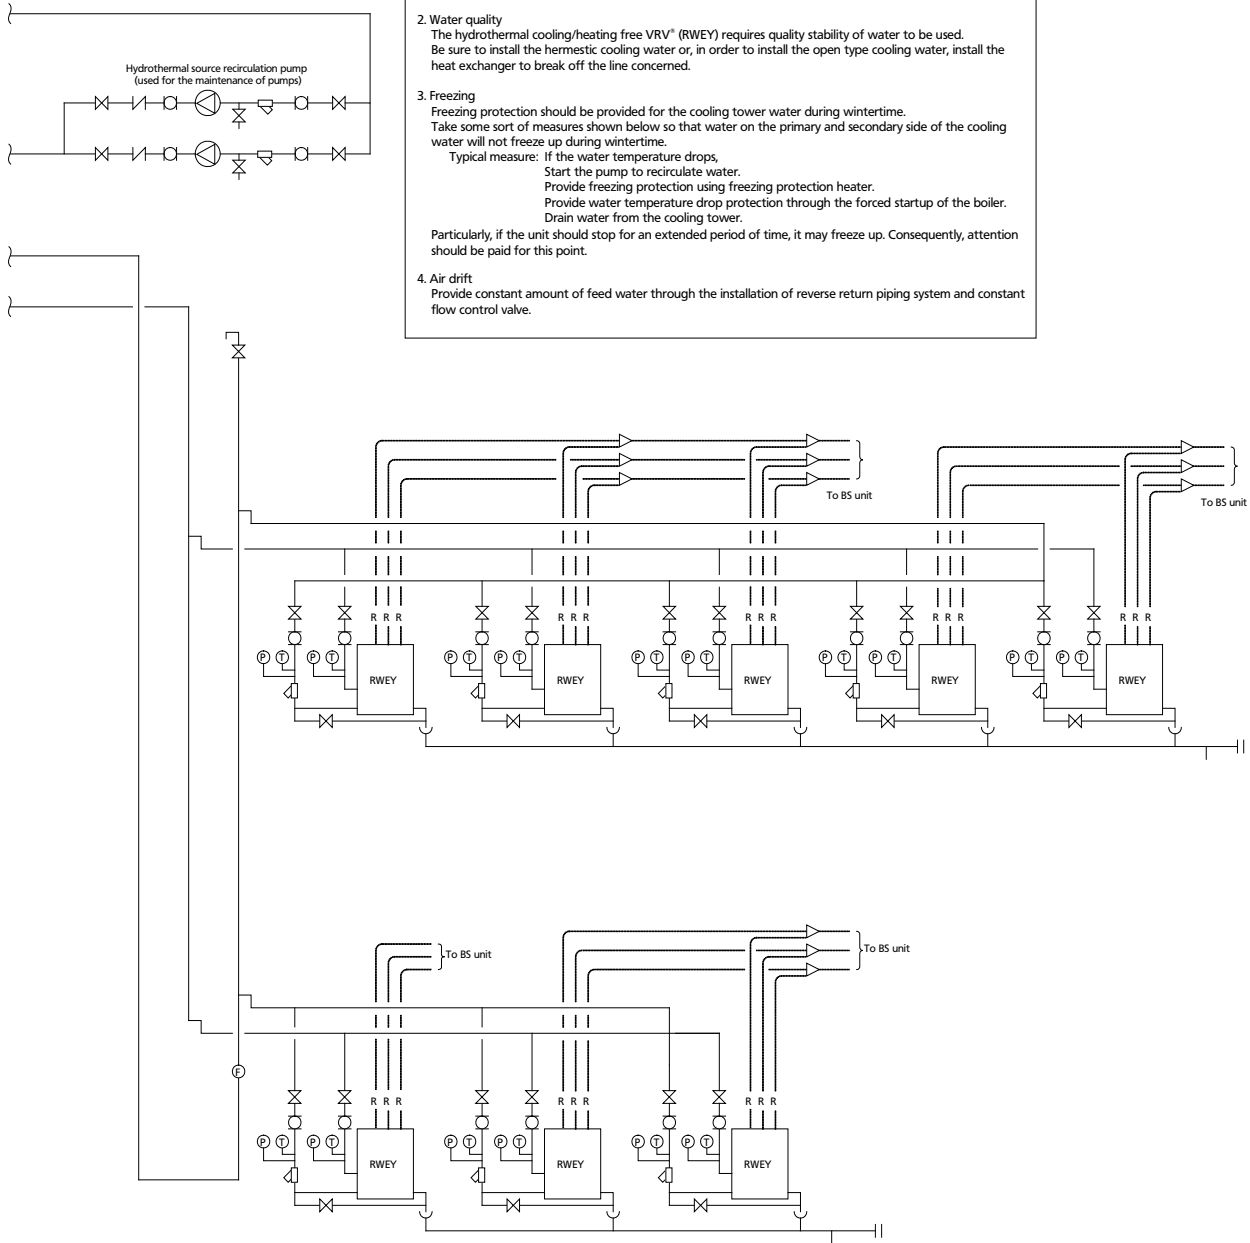 2. Water quality
The hydrothermal cooling/heating free VRV® (RWEY) requires quality stability of water to be used.
Be sure to install the hermestic cooling water or, in order to install the open type cooling water, install the
heat exchanger to break off the line concerned.
Hydrothermal source recirculation pump
(used for the maintenance of pumps)
3. Freezing
Freezing protection should be provided for the cooling tower water during wintertime.
Take some sort of measures shown below so that water on the primary and secondary side of the cooling
water will not freeze up during wintertime.
Typical measure: If the water temperature drops,
Start the pump to recirculate water.
Provide freezing protection using freezing protection heater.
Provide water temperature drop protection through the forced startup of the boiler.
Drain water from the cooling tower.
Particularly, if the unit should stop for an extended period of time, it may freeze up. Consequently, attention
should be paid for this point.
4. Air drift
Provide constant amount of feed water through the installation of reverse return piping system and constant
flow control valve.
To BS unit
To BS unit
R R R R R R R R R R R R R R R
P T P T P T P T P T P T P T P T P T P T
RWEY RWEY RWEY RWEY RWEY
To BS unit
To BS unit
F
R R R R R R R R R
P T P T P T P T P T P T
RWEY RWEY RWEY